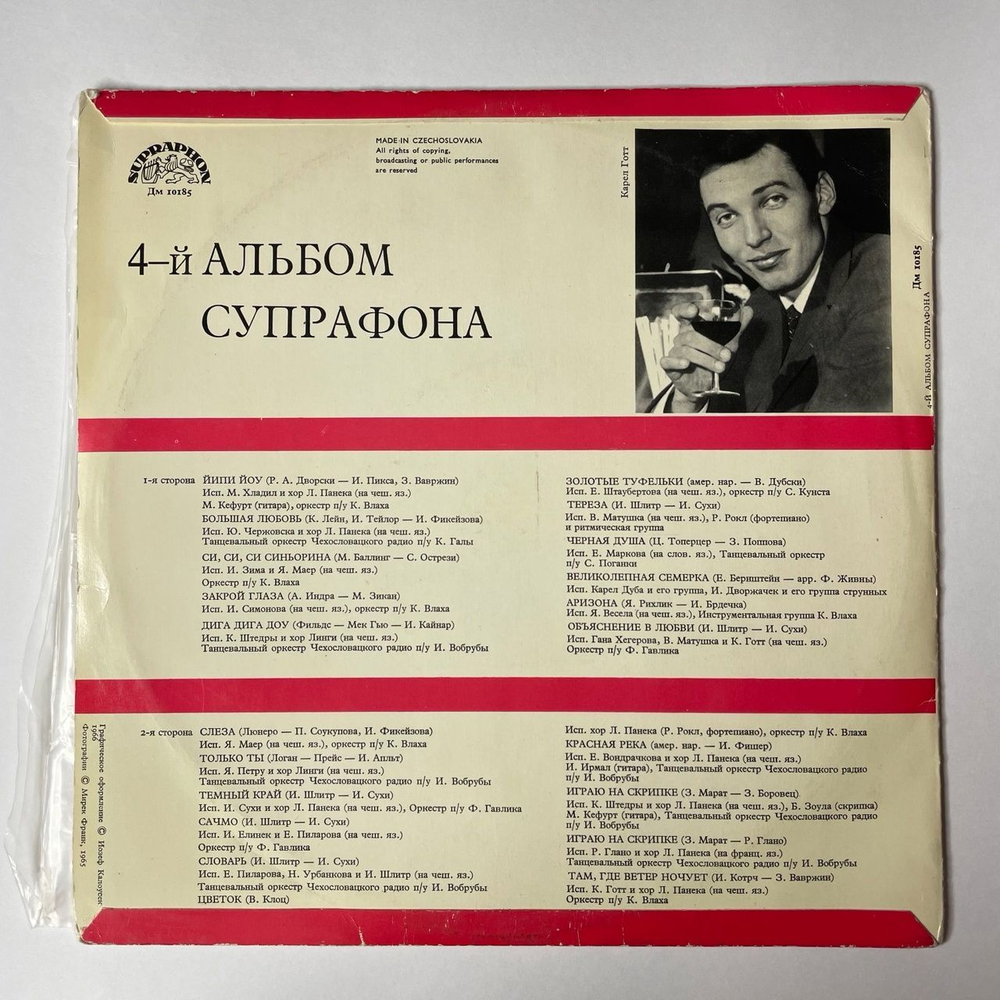 SUPRAPHON
Дм 10185
MADE IN CZECHOSLOVAKIA
All rights of copying,
broadcasting or public performances
are reserved
Карел Готт
4-й АЛЬБОМ
СУПРАФОНА
Дм 10185
4-Й АЛЬБОМ СУПРАФОНА
1-я сторона ЙИПИ ЙОУ (Р. А. Дворски — И. Пикса, З. Вавржин)
Исп. М. Хладил и хор Л. Панека (на чеш. яз.)
М. Кефурт (гитара), оркестр п/у К. Влаха
БОЛЬШАЯ ЛЮБОВЬ (К. Лейн, И. Тейлор — И. Фикейзова)
Исп. Ю. Чержовска и хор Л. Панека (на чеш. яз.)
Танцевальный оркестр Чехословацкого радио п/у К. Галы
СИ, СИ, СИ СИНЬОРИНА (М. Баллинг — С. Острези)
Исп. И. Зима и Я. Маер (на чеш. яз.)
Оркестр п/у К. Влаха
ЗАКРОЙ ГЛАЗА (А. Индра — М. Зикан)
Исп. И. Симонова (на чеш. яз.), оркестр п/у К. Влаха
ДИГА ДИГА ДОУ (Фильдс — Мек Гью — И. Кайнар)
Исп. К. Штедры и хор Линги (на чеш. яз.)
Танцевальный оркестр Чехословацкого радио п/у И. Вобрубы
ЗОЛОТЫЕ ТУФЕЛЬКИ (амер. нар. — В. Дубски)
Исп. Е. Штаубертова (на чеш. яз.), оркестр п/у С. Кунста
ТЕРЕЗА (И. Шлитр — И. Сухи)
Исп. В. Матушка (на чеш. яз.), Р. Рокл (фортепиано)
и ритмическая группа
ЧЕРНАЯ ДУША (Ц. Топерцер — З. Поппова)
Исп. Е. Маркова (на слов. яз.), Танцевальный оркестр
п/у С. Поганки
ВЕЛИКОЛЕПНАЯ СЕМЕРКА (Е. Бернштейн — арр. Ф. Живны)
Исп. Карел Дуба и его группа, И. Дворжачек и его группа струнных
АРИЗОНА (Я. Рихлик — И. Брдечка)
Исп. Я. Весела (на чеш. яз.), Инструментальная группа К. Влаха
ОБЪЯСНЕНИЕ В ЛЮБВИ (И. Шлитр — И. Сухи)
Исп. Гана Хегерова, В. Матушка и К. Готт (на чеш. яз.)
Оркестр п/у Ф. Гавлика
2-я сторона СЛЕЗА (Люнеро — П. Соукупова, И. Фикейзова)
Исп. Я. Маер (на чеш. яз.), оркестр п/у К. Влаха
ТОЛЬКО ТЫ (Логан — Прейс — И. Апльт)
Исп. Я. Петру и хор Линги (на чеш. яз.)
Танцевальный оркестр Чехословацкого радио п/у И. Вобрубы
ТЕМНЫЙ КРАЙ (И. Шлитр — И. Сухи)
Исп. И. Сухи и хор Л. Панека (на чеш. яз.), Оркестр п/у Ф. Гавлика
САЧМО (И. Шлитр — И. Сухи)
Исп. И. Елинек и Е. Пиларова (на чеш. яз.)
Оркестр п/у Ф. Гавлика
СЛОВАРЬ (И. Шлитр — И. Сухи)
Исп. Е. Пиларова, Н. Урбанкова и И. Шлитр (на чеш. яз.)
Танцевальный оркестр Чехословацкого радио п/у И. Вобрубы
ЦВЕТОК (В. Клоц)
Исп. хор Л. Панека (Р. Рокл, фортепиано), оркестр п/у К. Влаха
КРАСНАЯ РЕКА (амер. нар. — И. Фишер)
Исп. Е. Вондрачкова и хор Л. Панека (на чеш. яз.)
И. Ирмал (гитара), Танцевальный оркестр Чехословацкого радио
п/у И. Вобрубы
ИГРАЮ НА СКРИПКЕ (З. Марат — З. Боровец)
Исп. К. Штедры и хор Л. Панека (на чеш. яз.), Б. Зоула (скрипка)
М. Кефурт (гитара), Танцевальный оркестр Чехословацкого радио
п/у И. Вобрубы
ИГРАЮ НА СКРИПКЕ (З. Марат — Р. Глано)
Исп. Р. Глано и хор Л. Панека (на франц. яз.)
Танцевальный оркестр Чехословацкого радио п/у И. Вобрубы
ТАМ, ГДЕ ВЕТЕР НОЧУЕТ (И. Котрч — З. Вавржин)
Исп. К. Готт и хор Л. Панека (на чеш. яз.)
Оркестр п/у К. Влаха
Графическое оформление © Иозеф Калоусек
1966
Фотографии © Мирек Франц, 1965